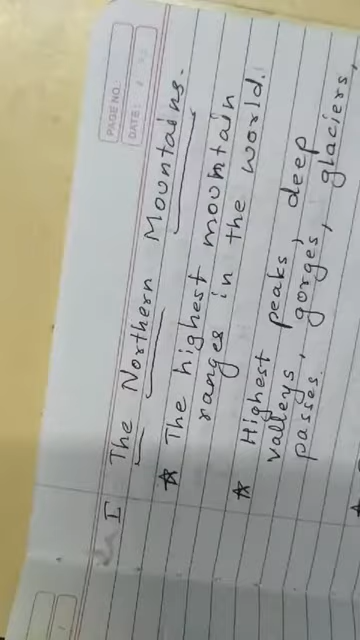 PAGE NO.:
DATE:
I The Northern Mountains.
☆ The highest mountain
ranges in the world.
☆ Highest peaks, deep
valleys, gorges, glaciers,
passes.